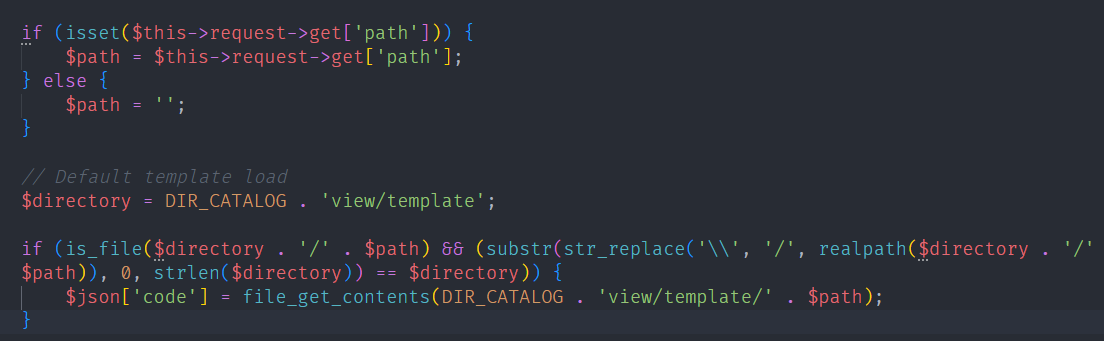 if (isset($this->request->get['path'])) {
    $path = $this->request->get['path'];
} else {
    $path = '';
}
// Default template load
$directory = DIR_CATALOG . 'view/template';
if (is_file($directory . '/' . $path) && (substr(str_replace('\\', '/', realpath($directory . '/'
$path)), 0, strlen($directory)) == $directory)) {
    $json['code'] = file_get_contents(DIR_CATALOG . 'view/template/' . $path);
}